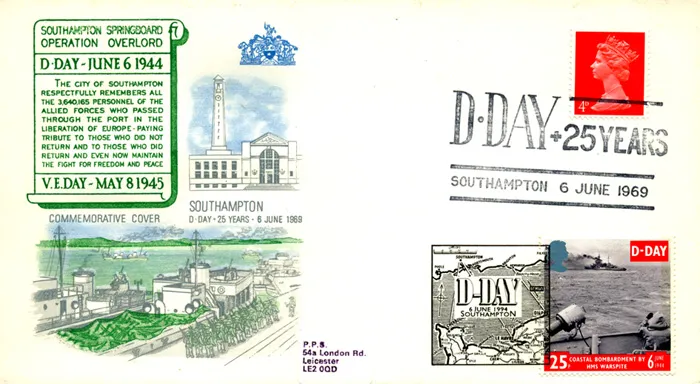 SOUTHAMPTON SPRINGBOARD
OPERATION OVERLORD
D·DAY-JUNE 6 1944
THE CITY OF SOUTHAMPTON
RESPECTFULLY REMEMBERS ALL
THE 3,640,165 PERSONNEL OF THE
ALLIED FORCES WHO PASSED
THROUGH THE PORT IN THE
LIBERATION OF EUROPE-PAYING
TRIBUTE TO THOSE WHO DID NOT
RETURN AND TO THOSE WHO DID
RETURN AND EVEN NOW MAINTAIN
THE FIGHT FOR FREEDOM AND PEACE
V.E.DAY-MAY 8 1945
COMMEMORATIVE COVER
SOUTHAMPTON
D·DAY+25 YEARS·6 JUNE 1969
4D
D·DAY+25YEARS
SOUTHAMPTON 6 JUNE 1969
SOUTHAMPTON
D-DAY
6 JUNE 1994
SOUTHAMPTON
D-DAY
25P COASTAL BOMBARDMENT BY
HMS WARSPITE
6 JUNE
1944
P.P.S.
54a London Rd.
Leicester
LE2 0QD